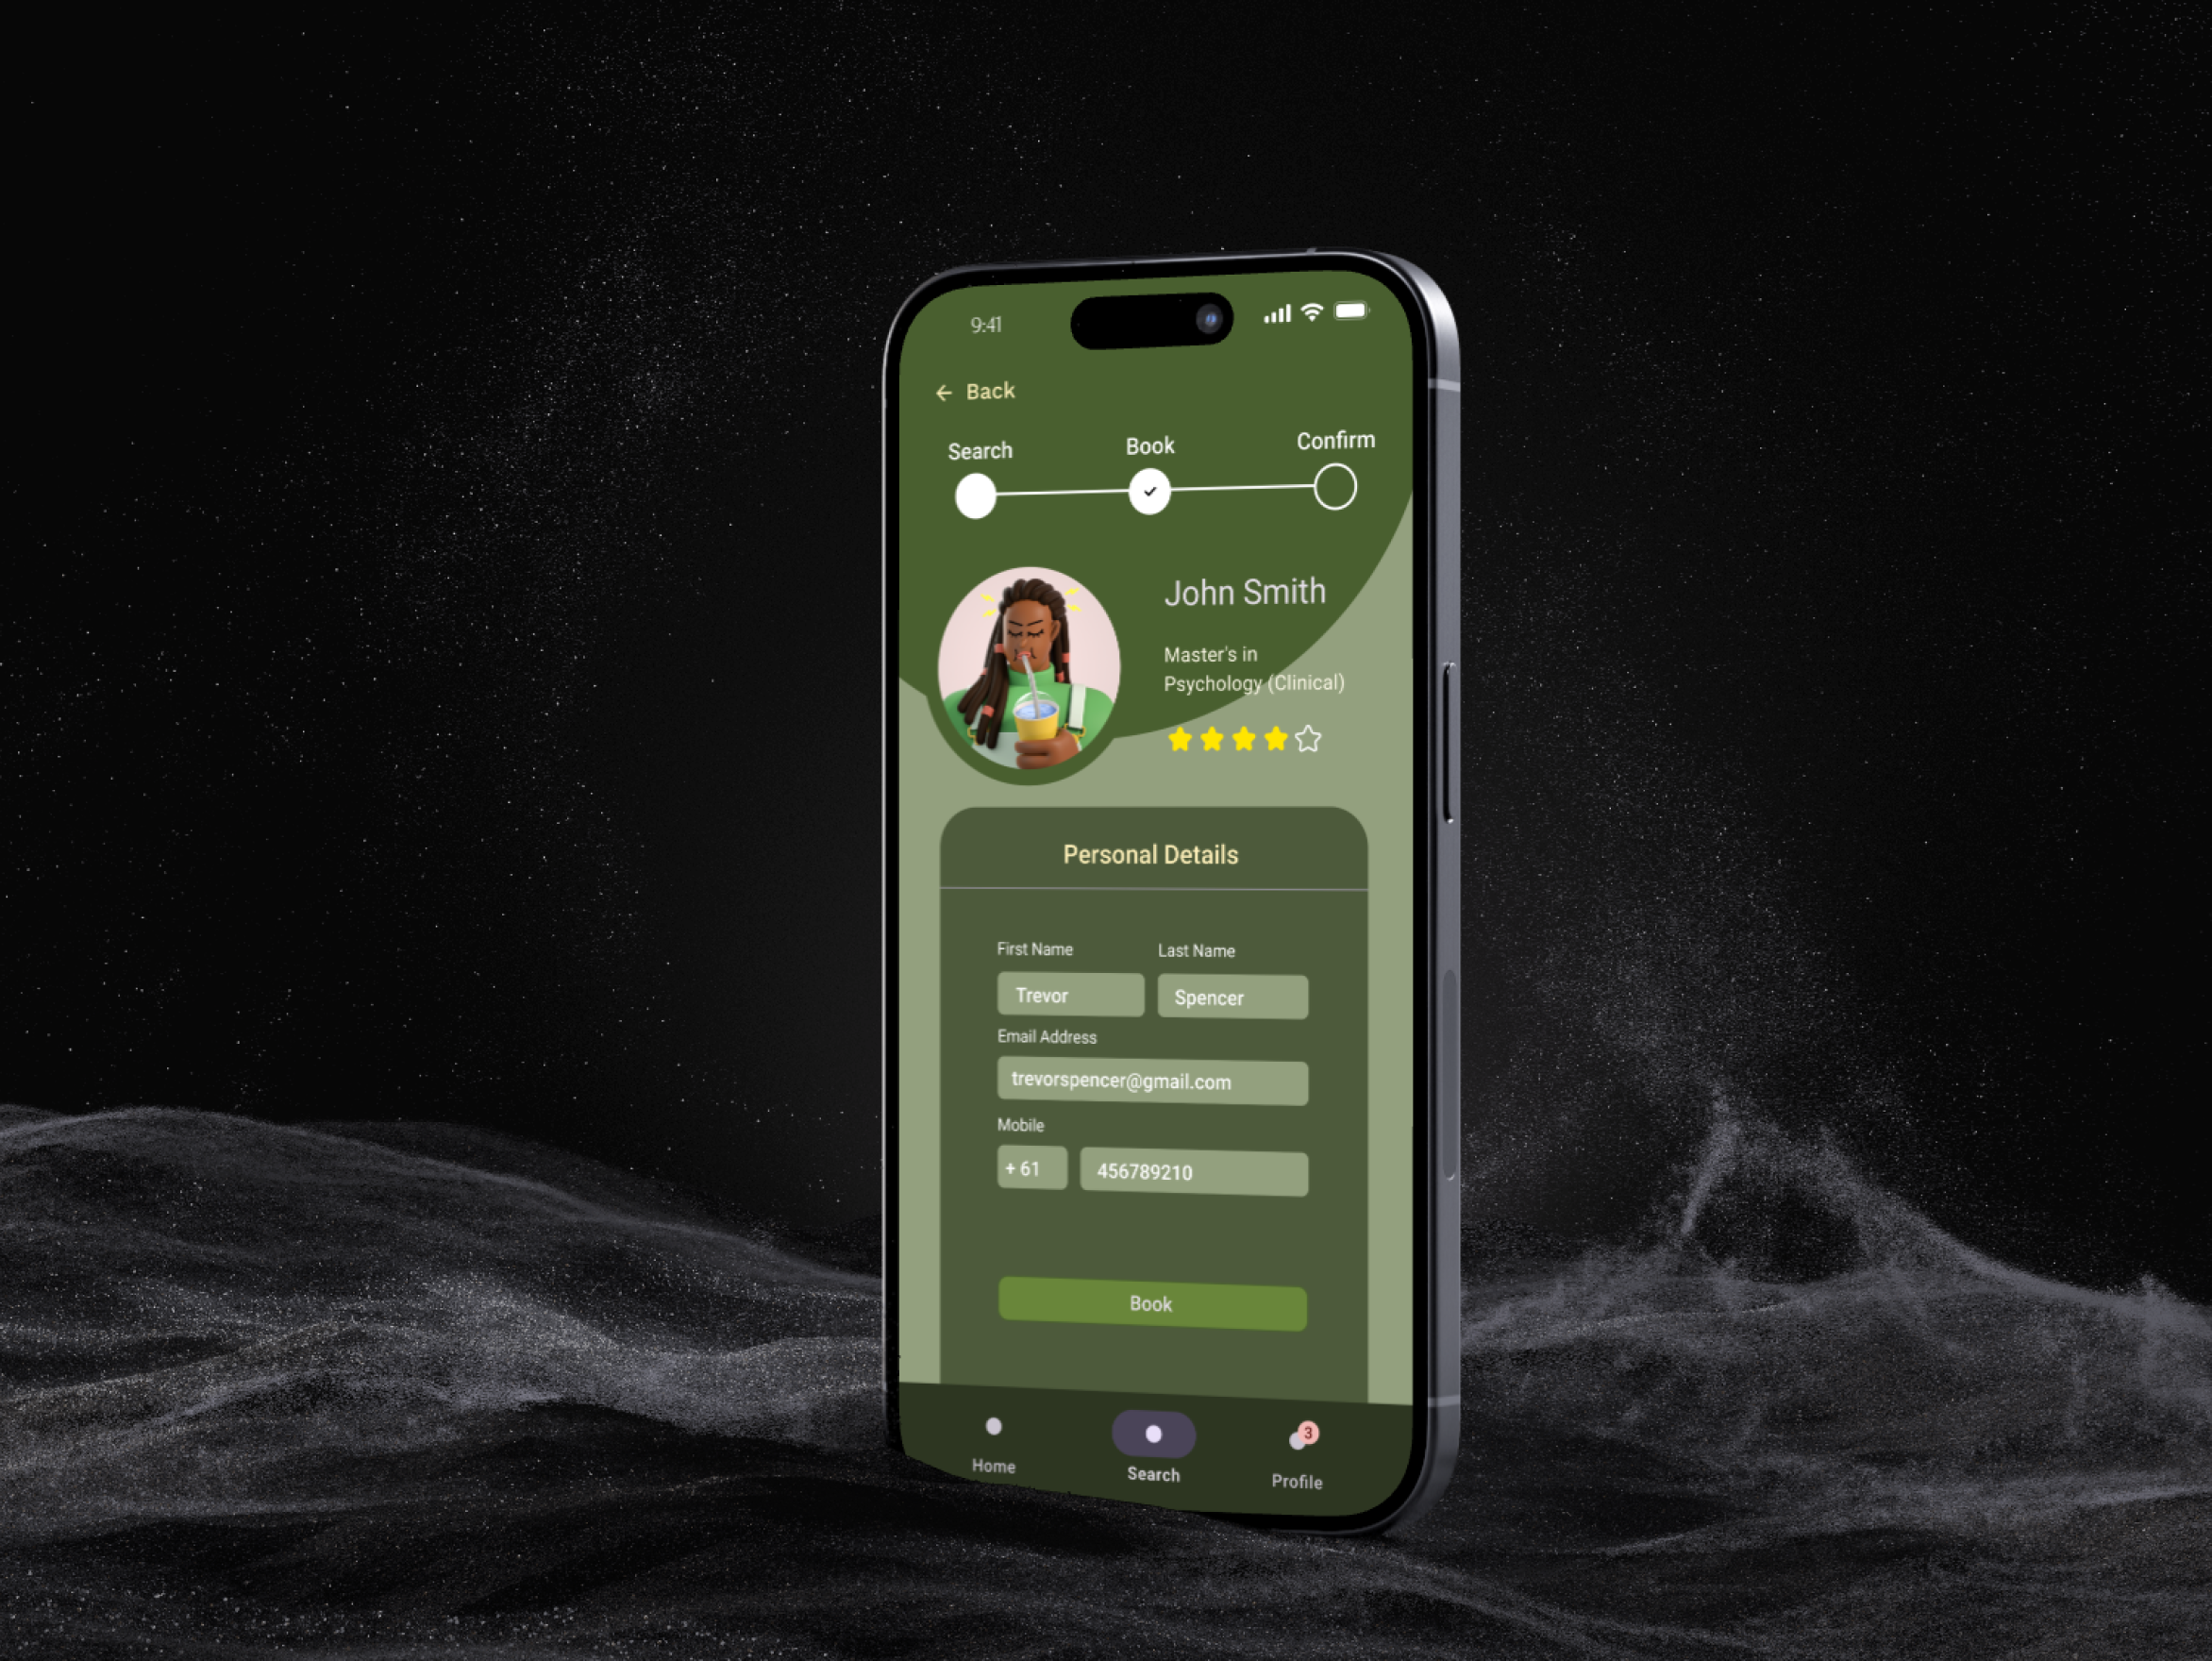 9:41
← Back
Search
Book
Confirm
John Smith
Master's in
Psychology (Clinical)
Personal Details
First Name
Last Name
Trevor
Spencer
Email Address
trevorspencer@gmail.com
Mobile
+ 61
456789210
Book
3
Home
Search
Profile